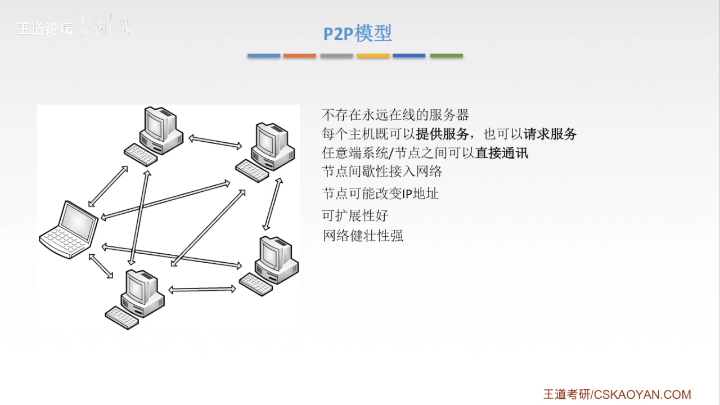 王道论坛
P2P模型
不存在永远在线的服务器
每个主机既可以提供服务，也可以请求服务
任意端系统/节点之间可以直接通讯
节点间歇性接入网络
节点可能改变IP地址
可扩展性好
网络健壮性强
王道考研/CSKAOYAN.COM